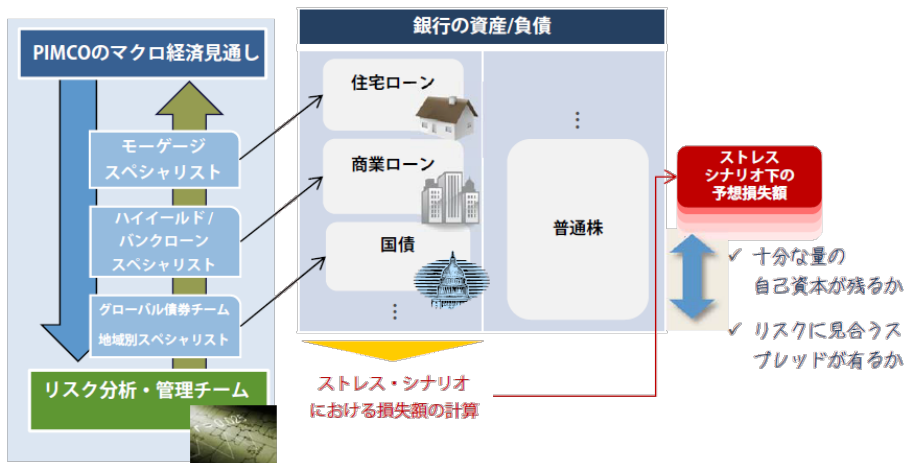 PIMCOのマクロ経済見通し
モーゲージ
スペシャリスト
ハイイールド/
バンクローン
スペシャリスト
グローバル債券チーム
地域別スペシャリスト
リスク分析・管理チーム
銀行の資産/負債
住宅ローン
商業ローン
国債
⋮
⋮
普通株
ストレス・シナリオ
における損失額の計算
ストレス
シナリオ下の
予想損失額
✓ 十分な量の
自己資本が残るか
✓ リスクに見合うス
プレッドが有るか